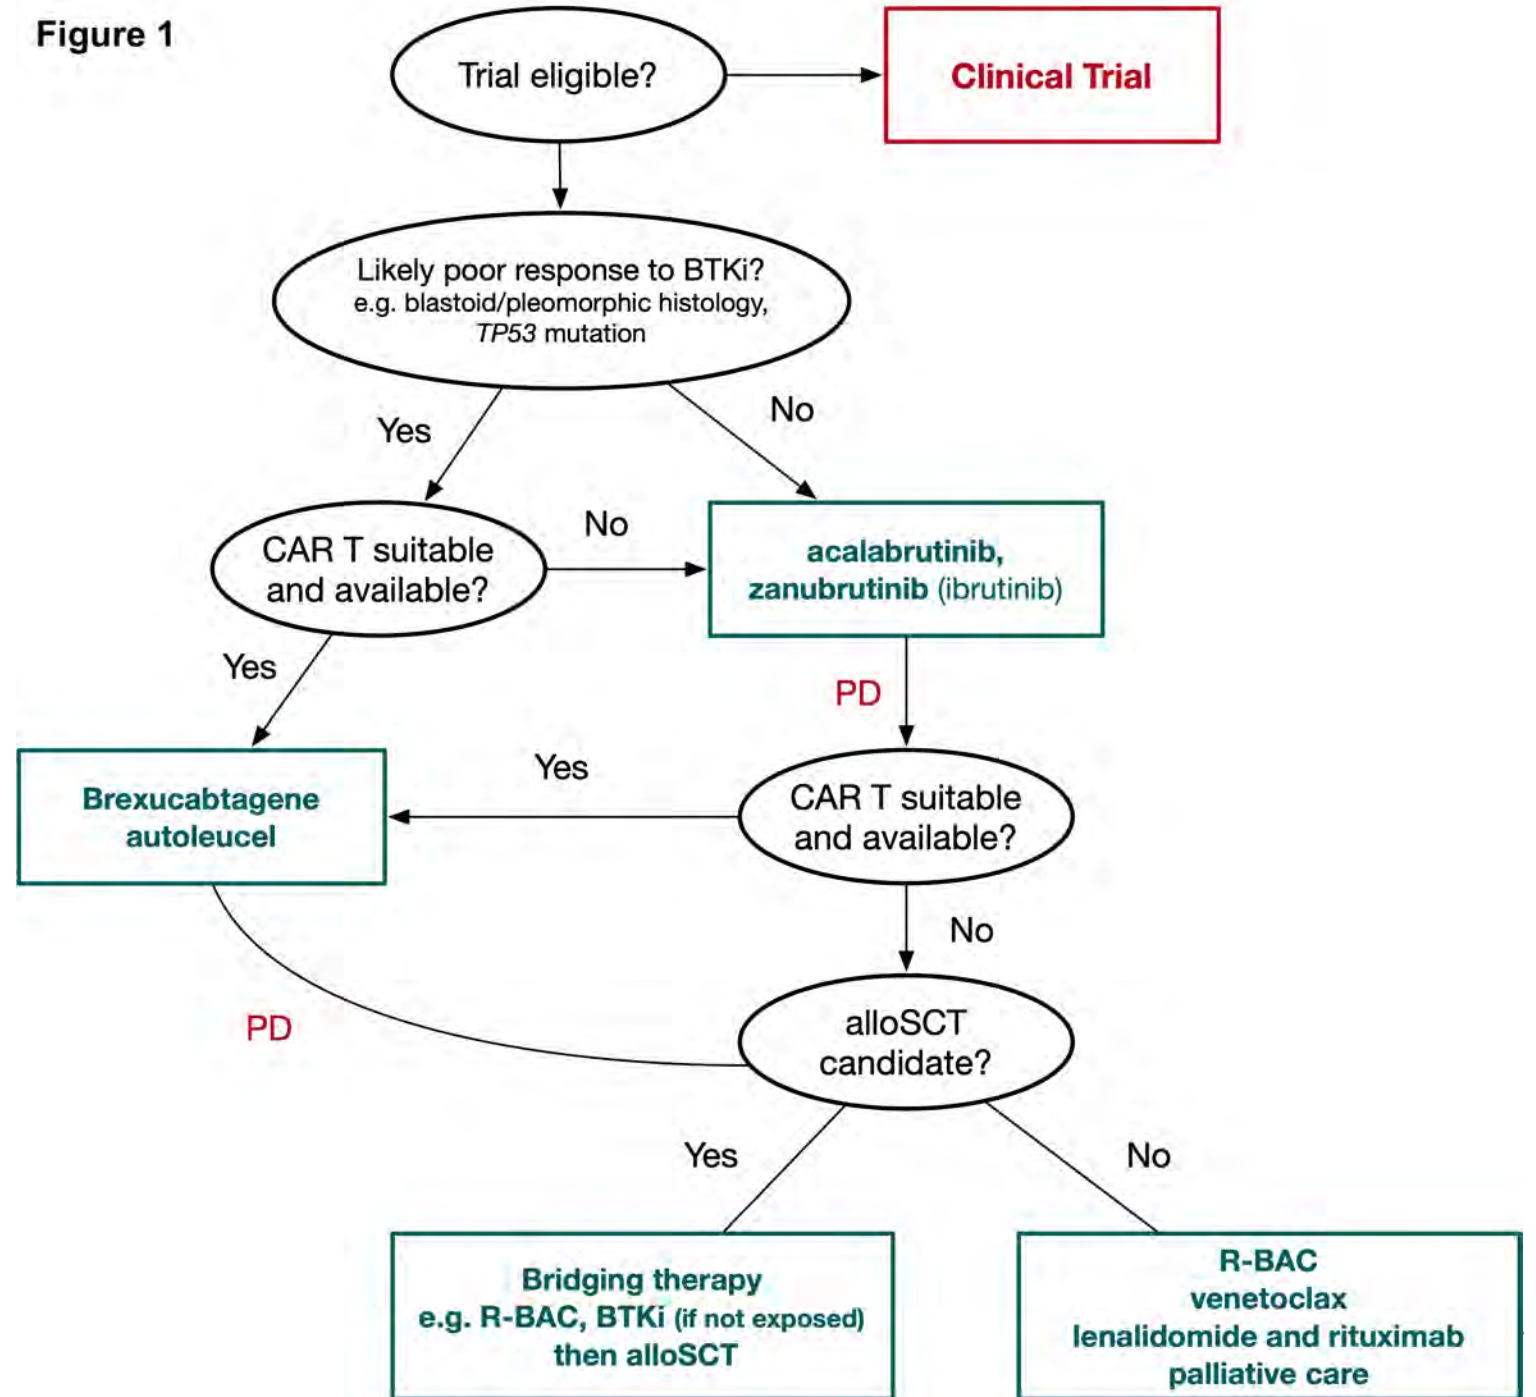 Figure 1
Trial eligible?
Clinical Trial
Likely poor response to BTKi?
e.g. blastoid/pleomorphic histology,
TP53 mutation
Yes
No
CAR T suitable
and available?
No
acalabrutinib,
zanubrutinib (ibrutinib)
Yes
PD
Brexucabtagene
autoleucel
Yes
CAR T suitable
and available?
No
PD
alloSCT
candidate?
Yes
No
Bridging therapy
e.g. R-BAC, BTKi (if not exposed)
then alloSCT
R-BAC
venetoclax
lenalidomide and rituximab
palliative care